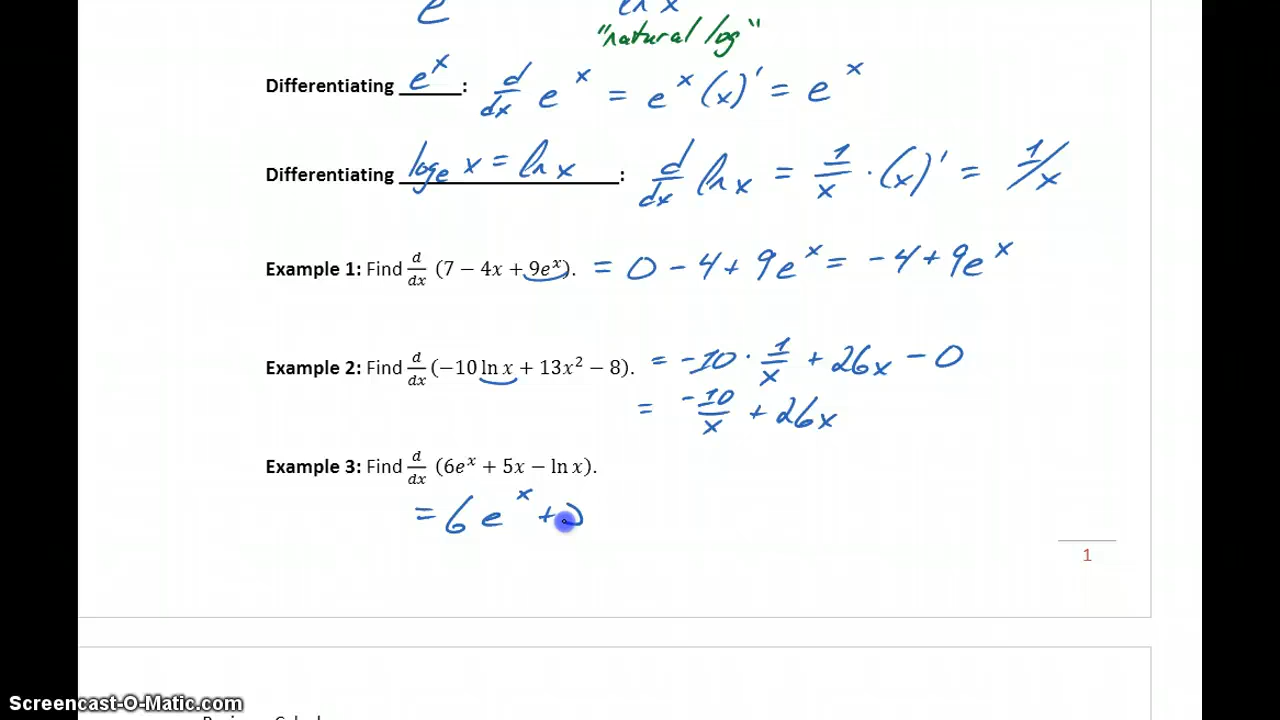 e ln x
"natural log"
Differentiating e^x : d/dx e^x = e^x (x)' = e^x
Differentiating log_e x = ln x : d/dx ln x = 1/x · (x)' = 1/x
Example 1: Find d/dx (7 − 4x + 9e^x). = 0 − 4 + 9e^x = −4 + 9e^x
Example 2: Find d/dx (−10 ln x + 13x² − 8). = −10 · 1/x + 26x − 0
= −10/x + 26x
Example 3: Find d/dx (6e^x + 5x − ln x).
= 6e^x +
1
Screencast-O-Matic.com